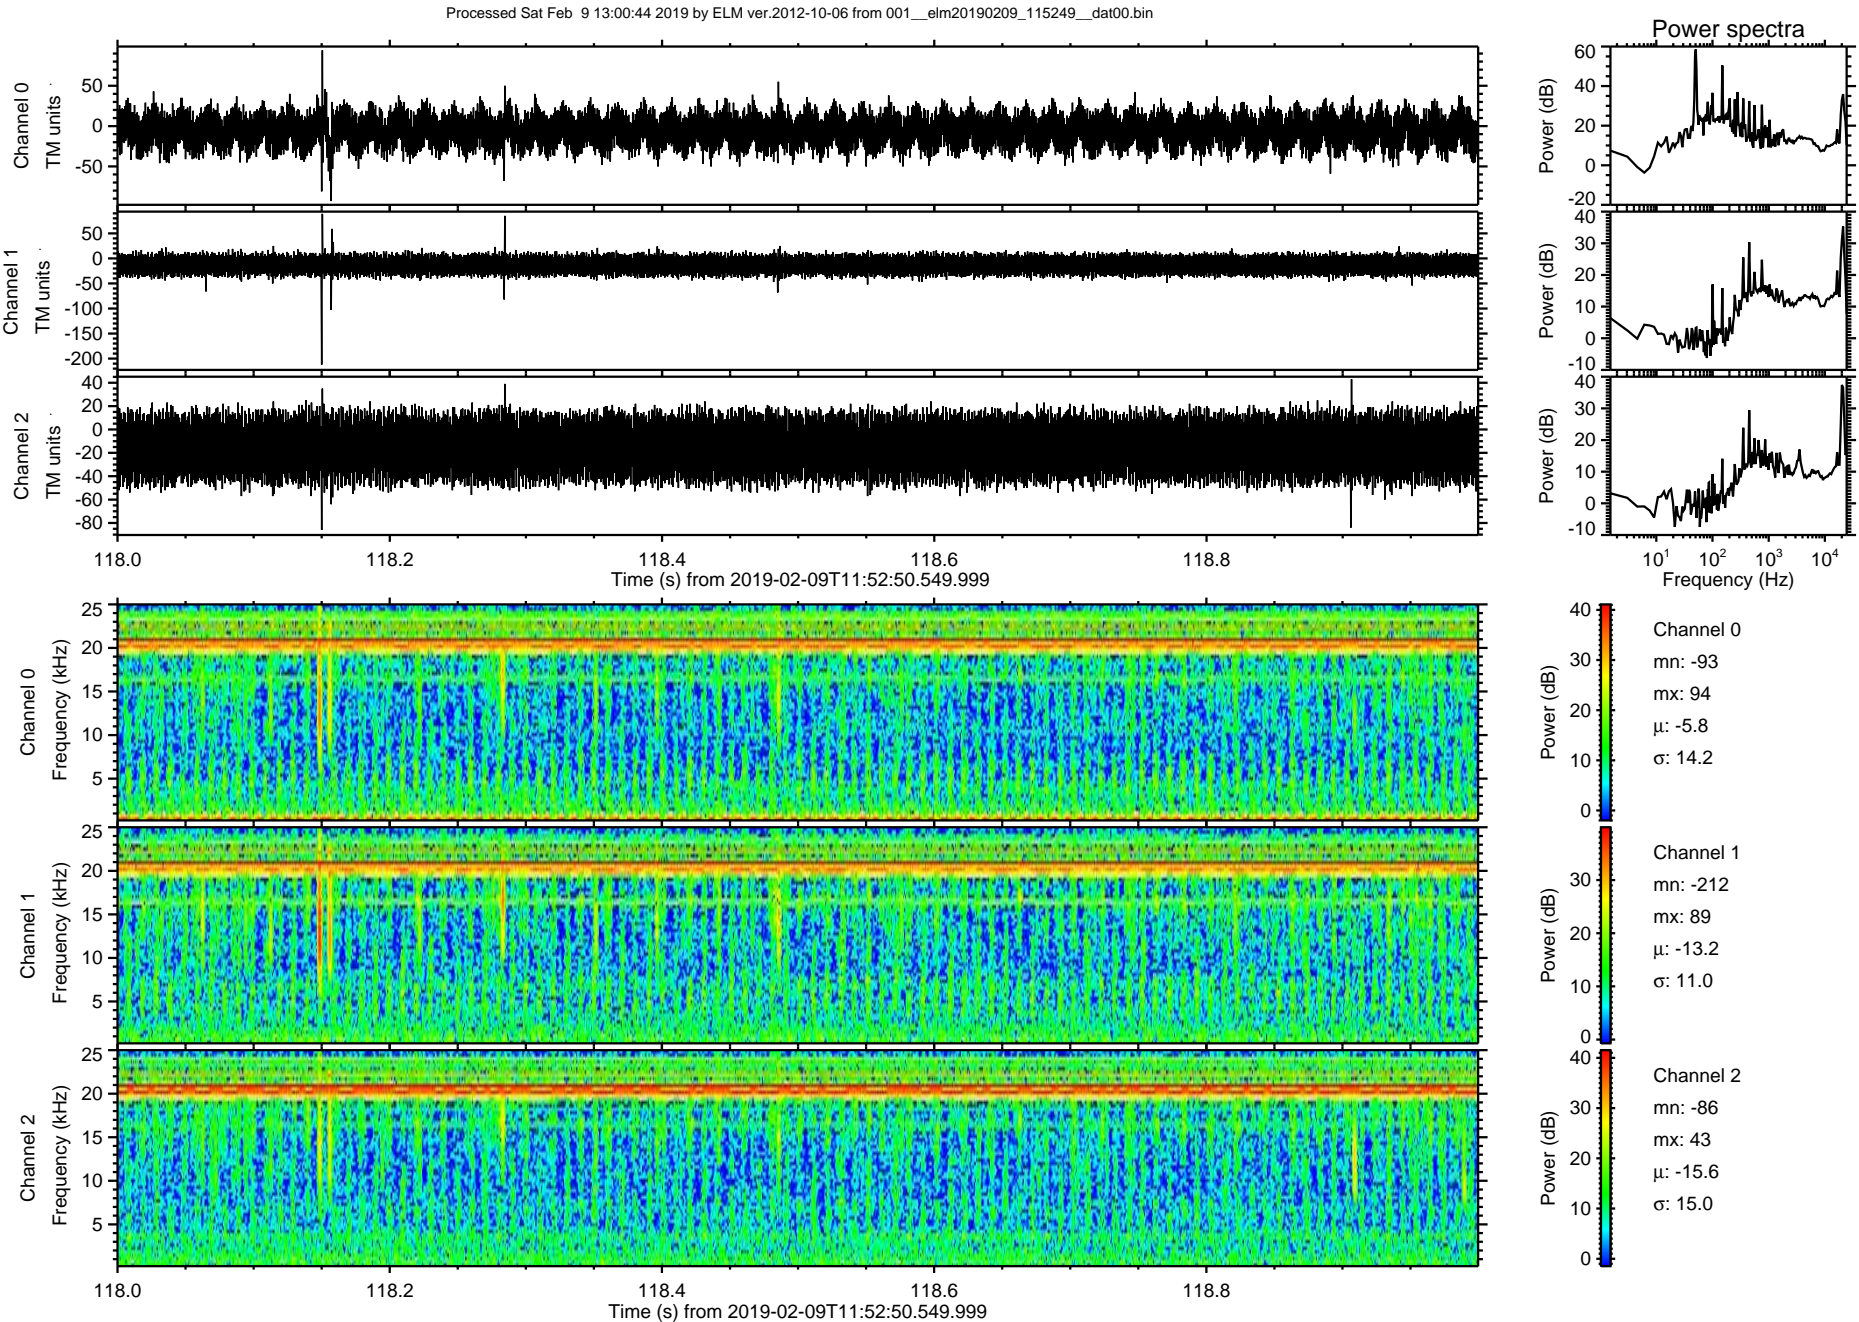 Processed Sat Feb  9 13:00:44 2019 by ELM ver.2012-10-06 from 001__elm20190209_115249__dat00.bin
Power spectra
Channel 0
TM units
50
0
-50
Power (dB)
60
40
20
0
-20
Channel 1
TM units
50
0
-50
-100
-150
-200
Power (dB)
40
30
20
10
0
-10
Channel 2
TM units
40
20
0
-20
-40
-60
-80
Power (dB)
40
30
20
10
0
-10
118.0 118.2 118.4 118.6 118.8
Time (s) from 2019-02-09T11:52:50.549.999
10^1 10^2 10^3 10^4
Frequency (Hz)
Channel 0
Frequency (kHz)
25
20
15
10
5
Power (dB)
40
30
20
10
0
Channel 0
mn: -93
mx: 94
μ: -5.8
σ: 14.2
Channel 1
Frequency (kHz)
25
20
15
10
5
Power (dB)
30
20
10
0
Channel 1
mn: -212
mx: 89
μ: -13.2
σ: 11.0
Channel 2
Frequency (kHz)
25
20
15
10
5
Power (dB)
40
30
20
10
0
Channel 2
mn: -86
mx: 43
μ: -15.6
σ: 15.0
118.0 118.2 118.4 118.6 118.8
Time (s) from 2019-02-09T11:52:50.549.999